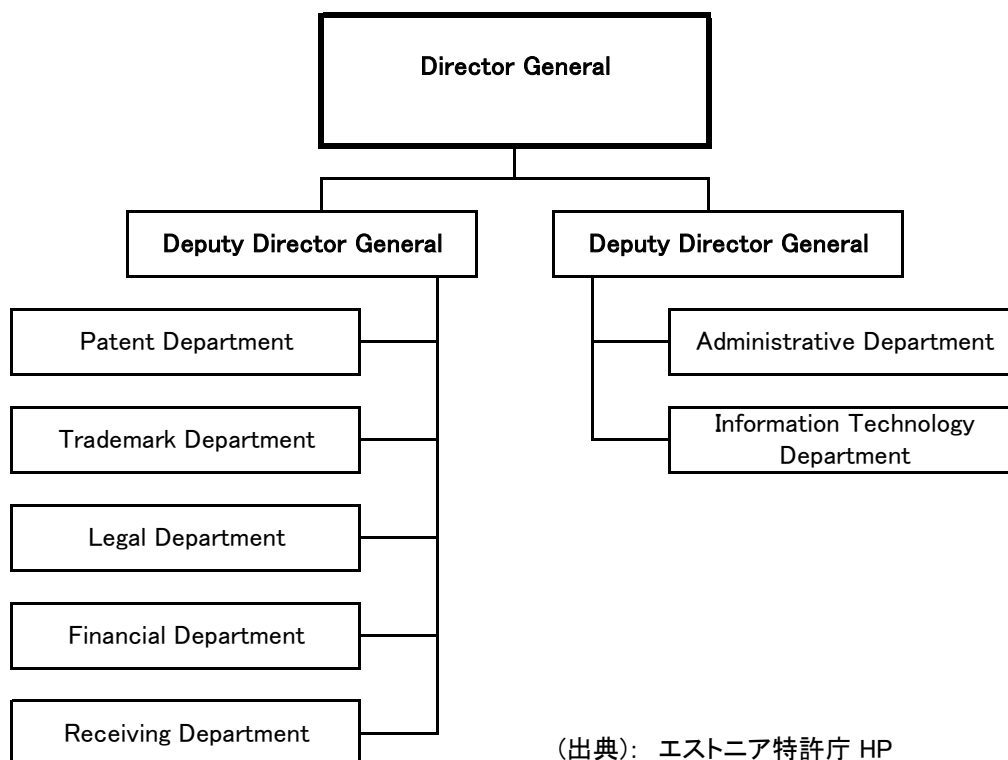 Director General
Deputy Director General
Deputy Director General
Patent Department
Administrative Department
Trademark Department
Information Technology
Department
Legal Department
Financial Department
Receiving Department
(出典): エストニア特許庁 HP